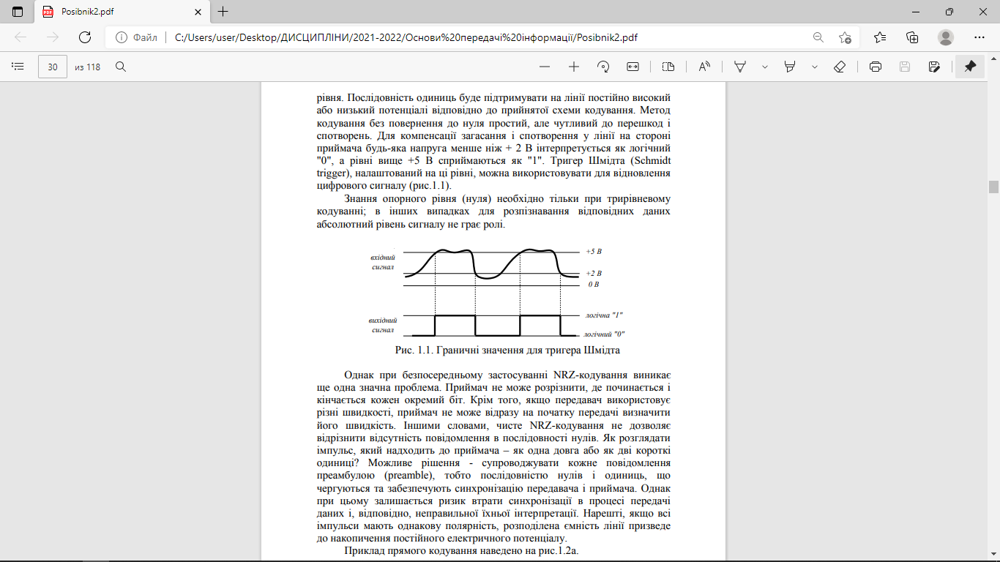 Posibnik2.pdf
Файл
C:/Users/user/Desktop/ДИСЦИПЛІНИ/2021-2022/Основи%20передачі%20інформації/Posibnik2.pdf
30
из 118
рівня. Послідовність одиниць буде підтримувати на лінії постійно високий
або низький потенціалі відповідно до прийнятої схеми кодування. Метод
кодування без повернення до нуля простий, але чутливий до перешкод і
спотворень. Для компенсації загасання і спотворення у лінії на стороні
приймача будь-яка напруга менше ніж + 2 В інтерпретується як логічний
"0", а рівні вище +5 В сприймаються як "1". Тригер Шмідта (Schmidt
trigger), налаштований на ці рівні, можна використовувати для відновлення
цифрового сигналу (рис.1.1).
Знання опорного рівня (нуля) необхідно тільки при трирівневому
кодуванні; в інших випадках для розпізнавання відповідних даних
абсолютний рівень сигналу не грає ролі.
вхідний
сигнал
+5 В
+2 В
0 В
вихідний
сигнал
логічна "1"
логічний "0"
Рис. 1.1. Граничні значення для тригера Шмідта
Однак при безпосередньому застосуванні NRZ-кодування виникає
ще одна значна проблема. Приймач не може розрізнити, де починається і
кінчається кожен окремий біт. Крім того, якщо передавач використовує
різні швидкості, приймач не може відразу на початку передачі визначити
його швидкість. Іншими словами, чисте NRZ-кодування не дозволяє
відрізнити відсутність повідомлення в послідовності нулів. Як розглядати
імпульс, який надходить до приймача – як одна довга або як дві короткі
одиниці? Можливе рішення - супроводжувати кожне повідомлення
преамбулою (preamble), тобто послідовністю нулів і одиниць, що
чергуються та забезпечують синхронізацію передавача і приймача. Однак
при цьому залишається ризик втрати синхронізації в процесі передачі
даних і, відповідно, неправильної їхньої інтерпретації. Нарешті, якщо всі
імпульси мають однакову полярність, розподілена ємність лінії призведе
до накопичення постійного електричного потенціалу.
Приклад прямого кодування наведено на рис.1.2а.